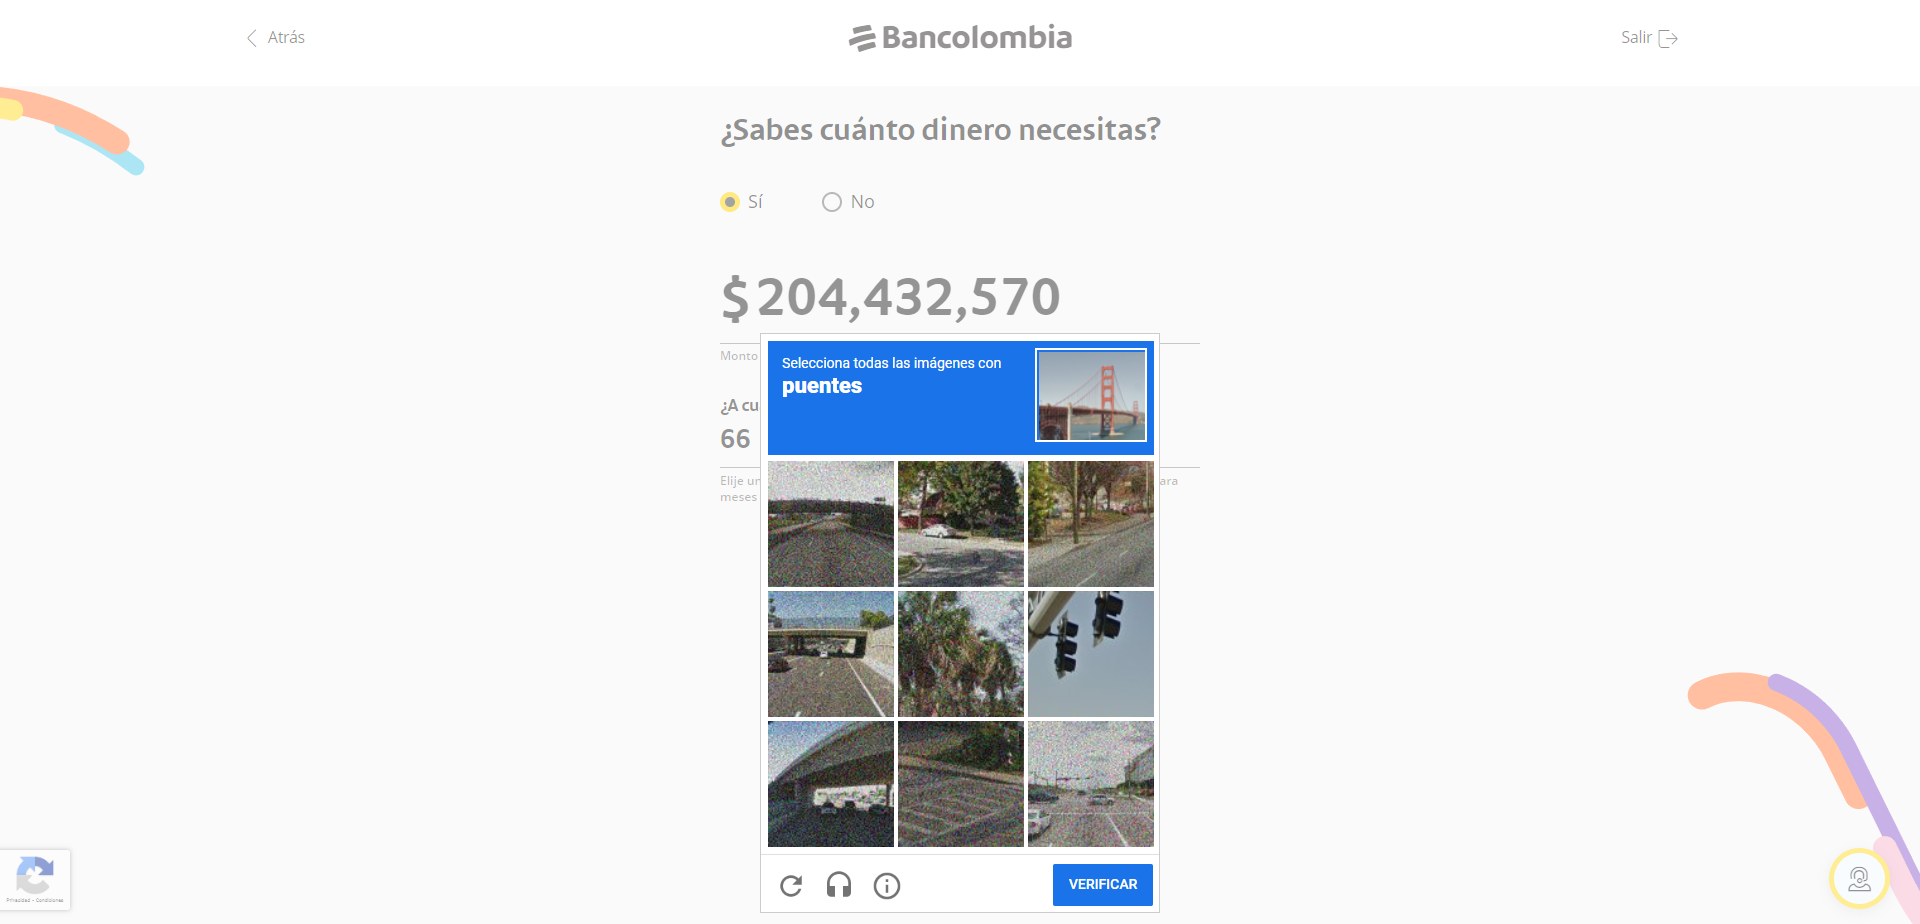 Atrás
Bancolombia
Salir
¿Sabes cuánto dinero necesitas?
Sí
No
$ 204,432,570
Monto
Selecciona todas las imágenes con
puentes
¿A cu
66
Elije un
ara
meses
VERIFICAR
Privacidad - Condiciones